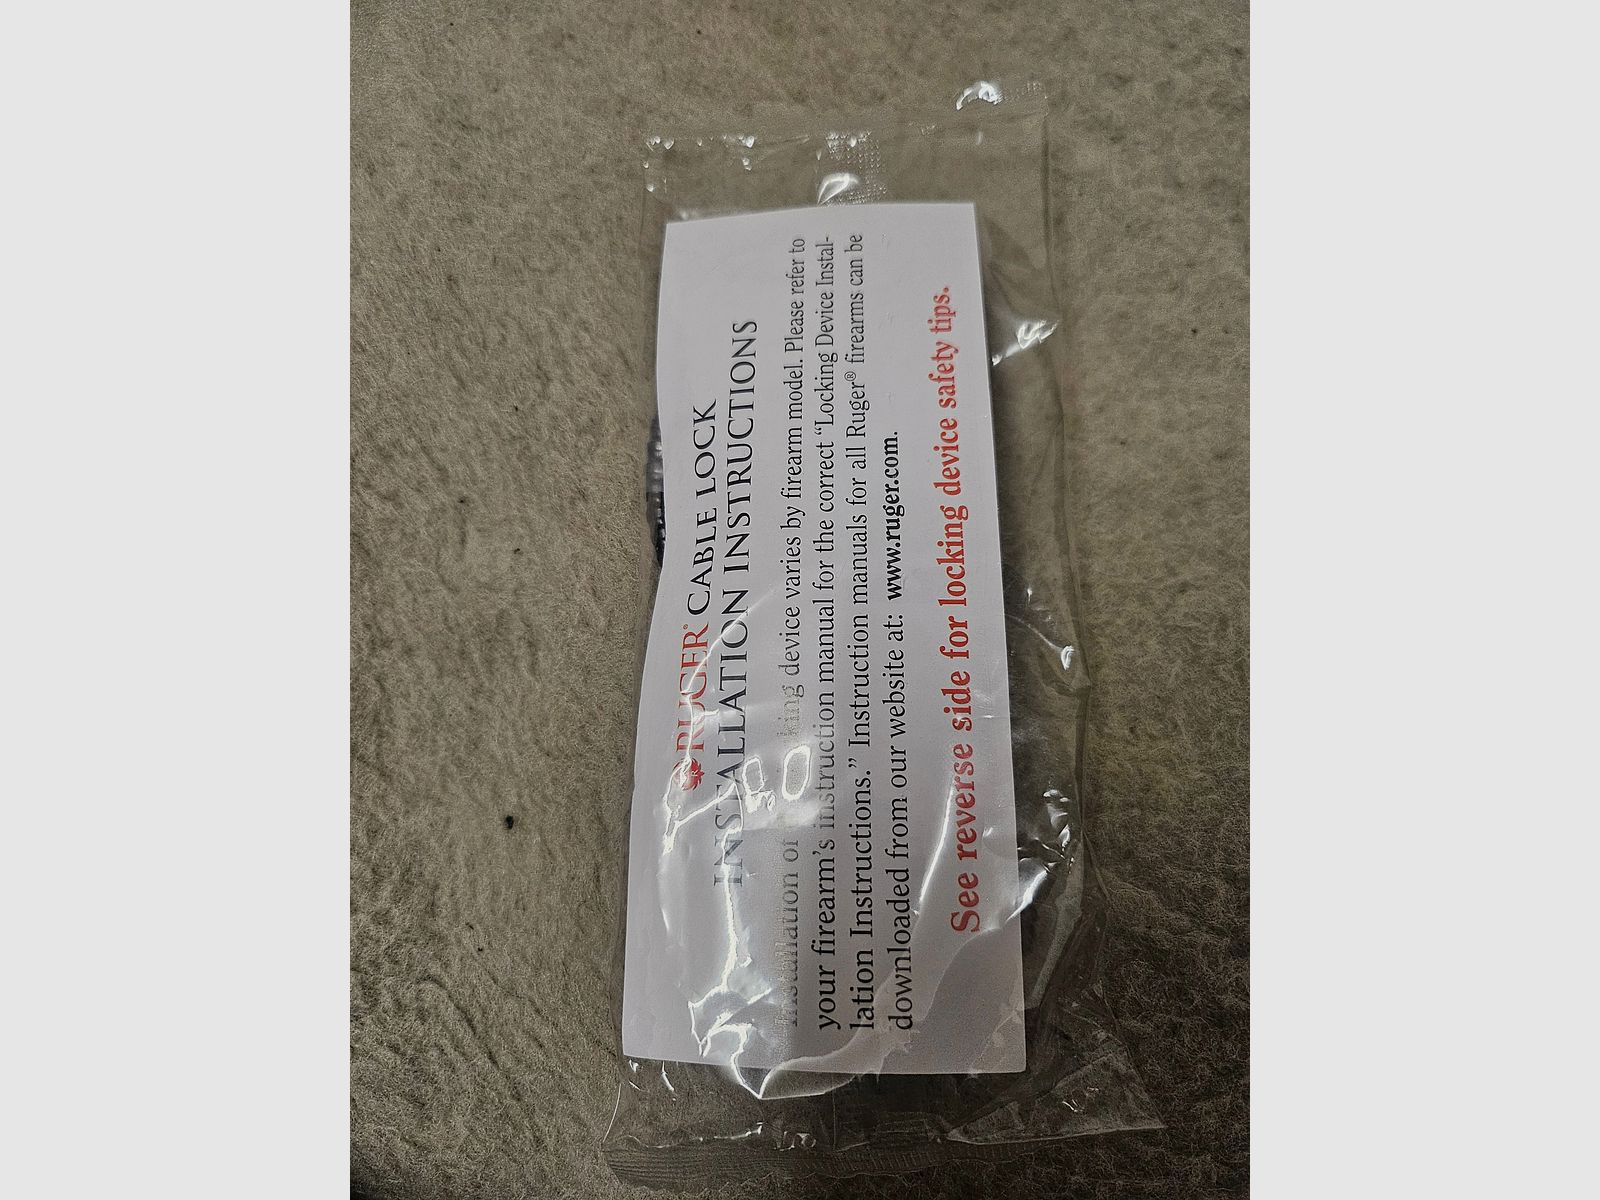 RUGER® CABLE LOCK
INSTALLATION INSTRUCTIONS
Installation of device varies by firearm model. Please refer to
your firearm's instruction manual for the correct “Locking Device Instal-
lation Instructions.” Instruction manuals for all Ruger® firearms can be
downloaded from our website at: www.ruger.com.
See reverse side for locking device safety tips.